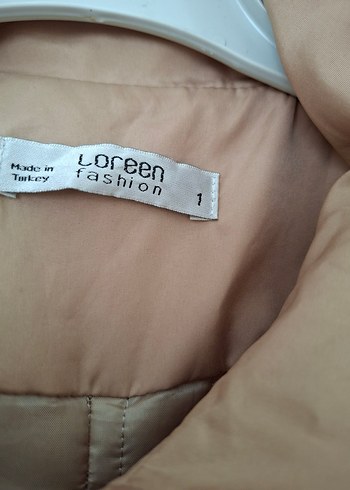 Made in
Turkey
Loreen
fashion
1